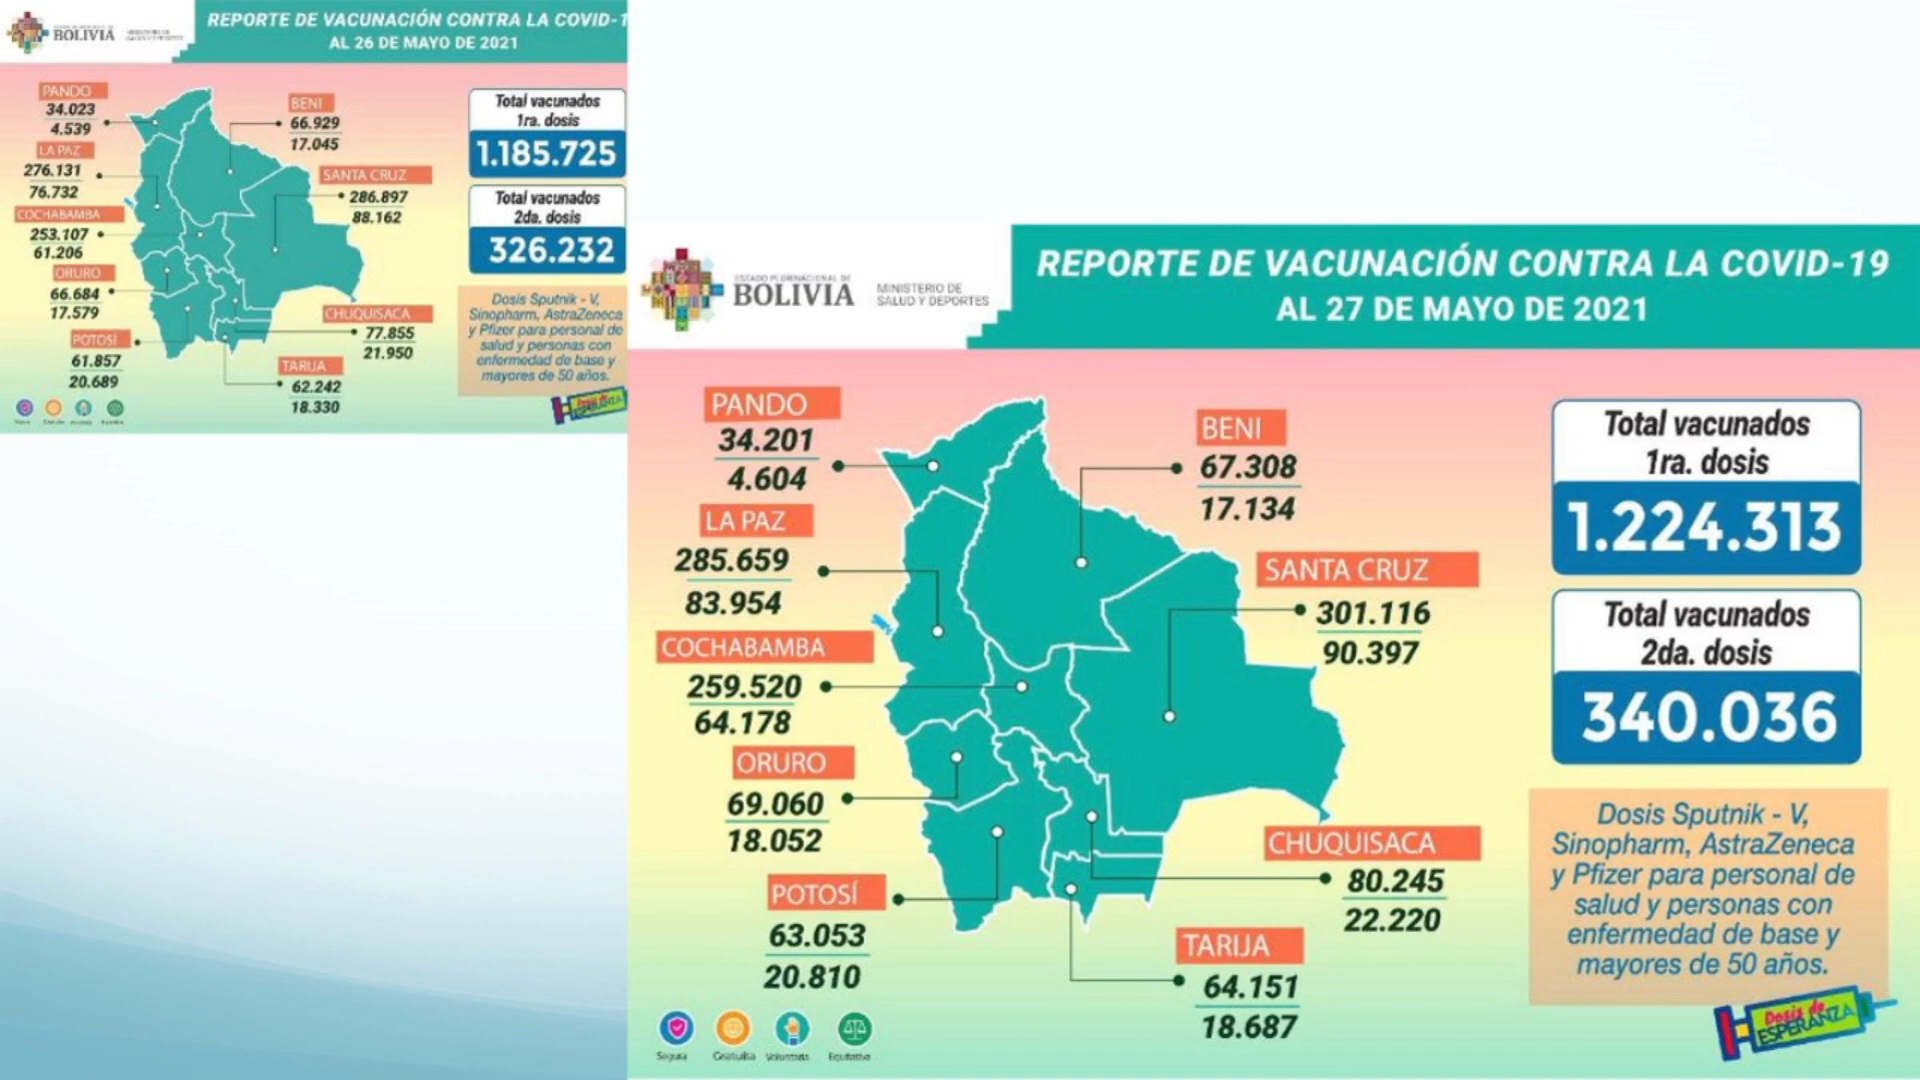 BOLIVIA
REPORTE DE VACUNACIÓN CONTRA LA COVID-1
AL 26 DE MAYO DE 2021
PANDO
34.023
4.539
LA PAZ
276.131
76.732
COCHABAMBA
253.107
61.206
ORURO
66.684
17.579
POTOSÍ
61.857
20.689
BENI
66.929
17.045
SANTA CRUZ
286.897
88.162
CHUQUISACA
77.855
21.950
TARIJA
62.242
18.330
Total vacunados
1ra. dosis
1.185.725
Total vacunados
2da. dosis
326.232
Dosis Sputnik - V,
Sinopharm, AstraZeneca
y Pfizer para personal de
salud y personas con
enfermedad de base y
mayores de 50 años.
Dosis de
ESPERANZA
ESTADO PLURINACIONAL DE
BOLIVIA
MINISTERIO DE
SALUD Y DEPORTES
REPORTE DE VACUNACIÓN CONTRA LA COVID-19
AL 27 DE MAYO DE 2021
PANDO
34.201
4.604
LA PAZ
285.659
83.954
COCHABAMBA
259.520
64.178
ORURO
69.060
18.052
POTOSÍ
63.053
20.810
BENI
67.308
17.134
SANTA CRUZ
301.116
90.397
CHUQUISACA
80.245
22.220
TARIJA
64.151
18.687
Total vacunados
1ra. dosis
1.224.313
Total vacunados
2da. dosis
340.036
Dosis Sputnik - V,
Sinopharm, AstraZeneca
y Pfizer para personal de
salud y personas con
enfermedad de base y
mayores de 50 años.
Segura Gratuita Voluntaria Equitativa
Dosis de
ESPERANZA